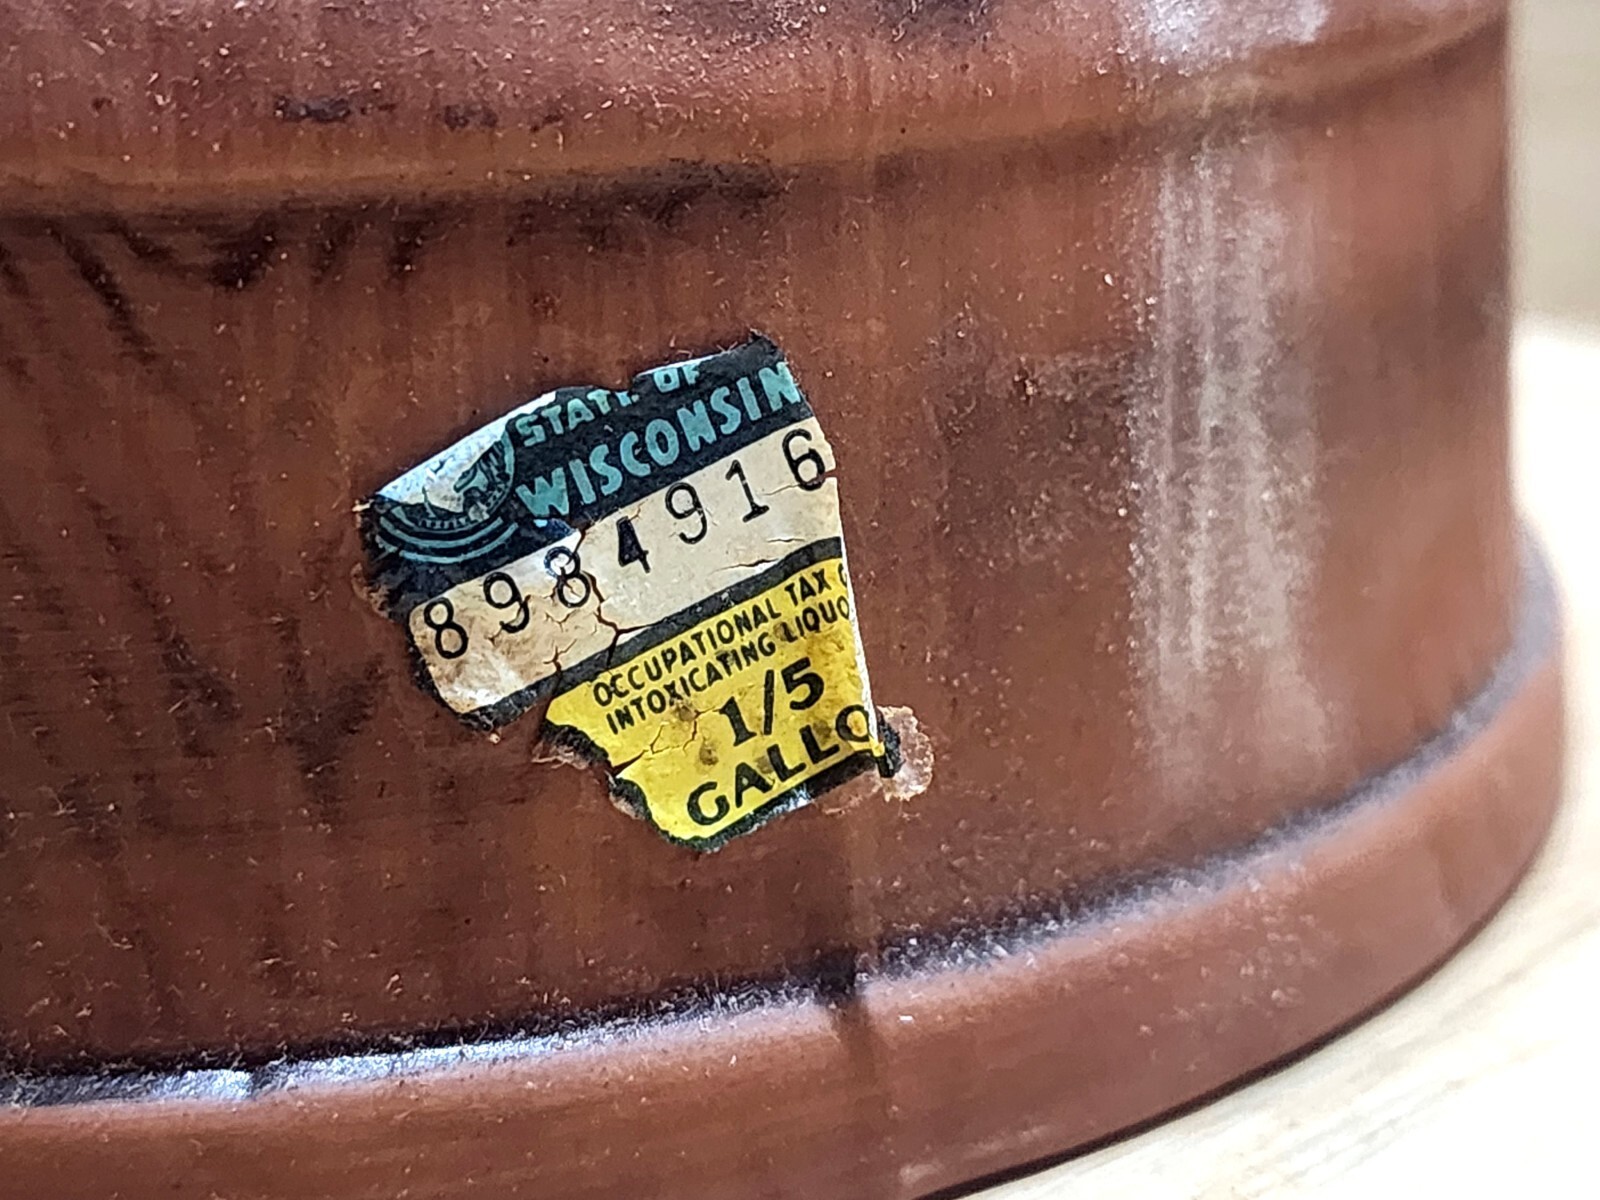 STATE OF
WISCONSIN
8984916
OCCUPATIONAL TAX
INTOXICATING LIQUO
1/5
GALLO